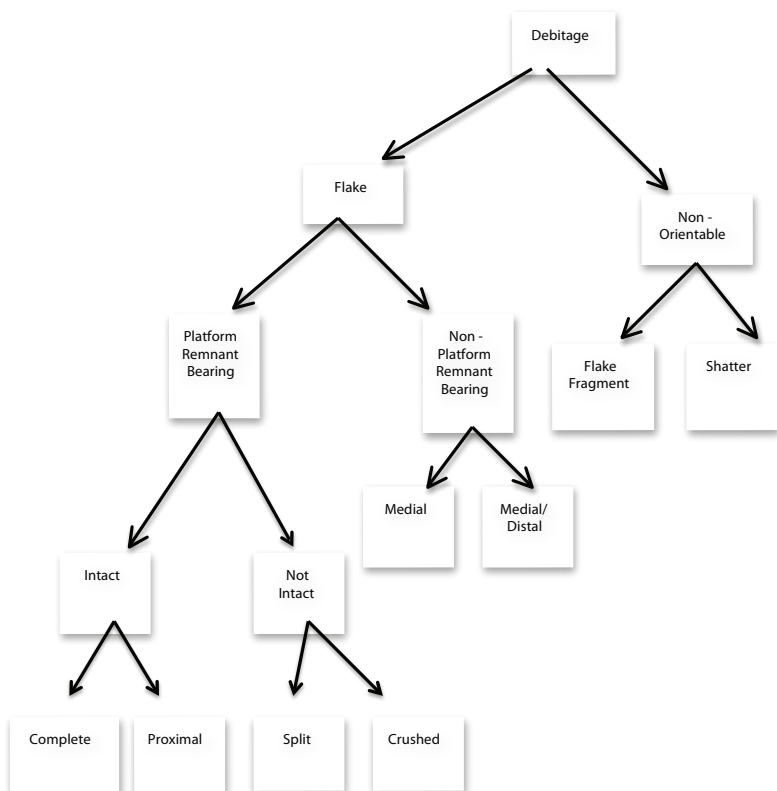 Debitage
Flake
Non -
Orientable
Platform
Remnant
Bearing
Non -
Platform
Remnant
Bearing
Flake
Fragment
Shatter
Medial
Medial/
Distal
Intact
Not
Intact
Complete
Proximal
Split
Crushed